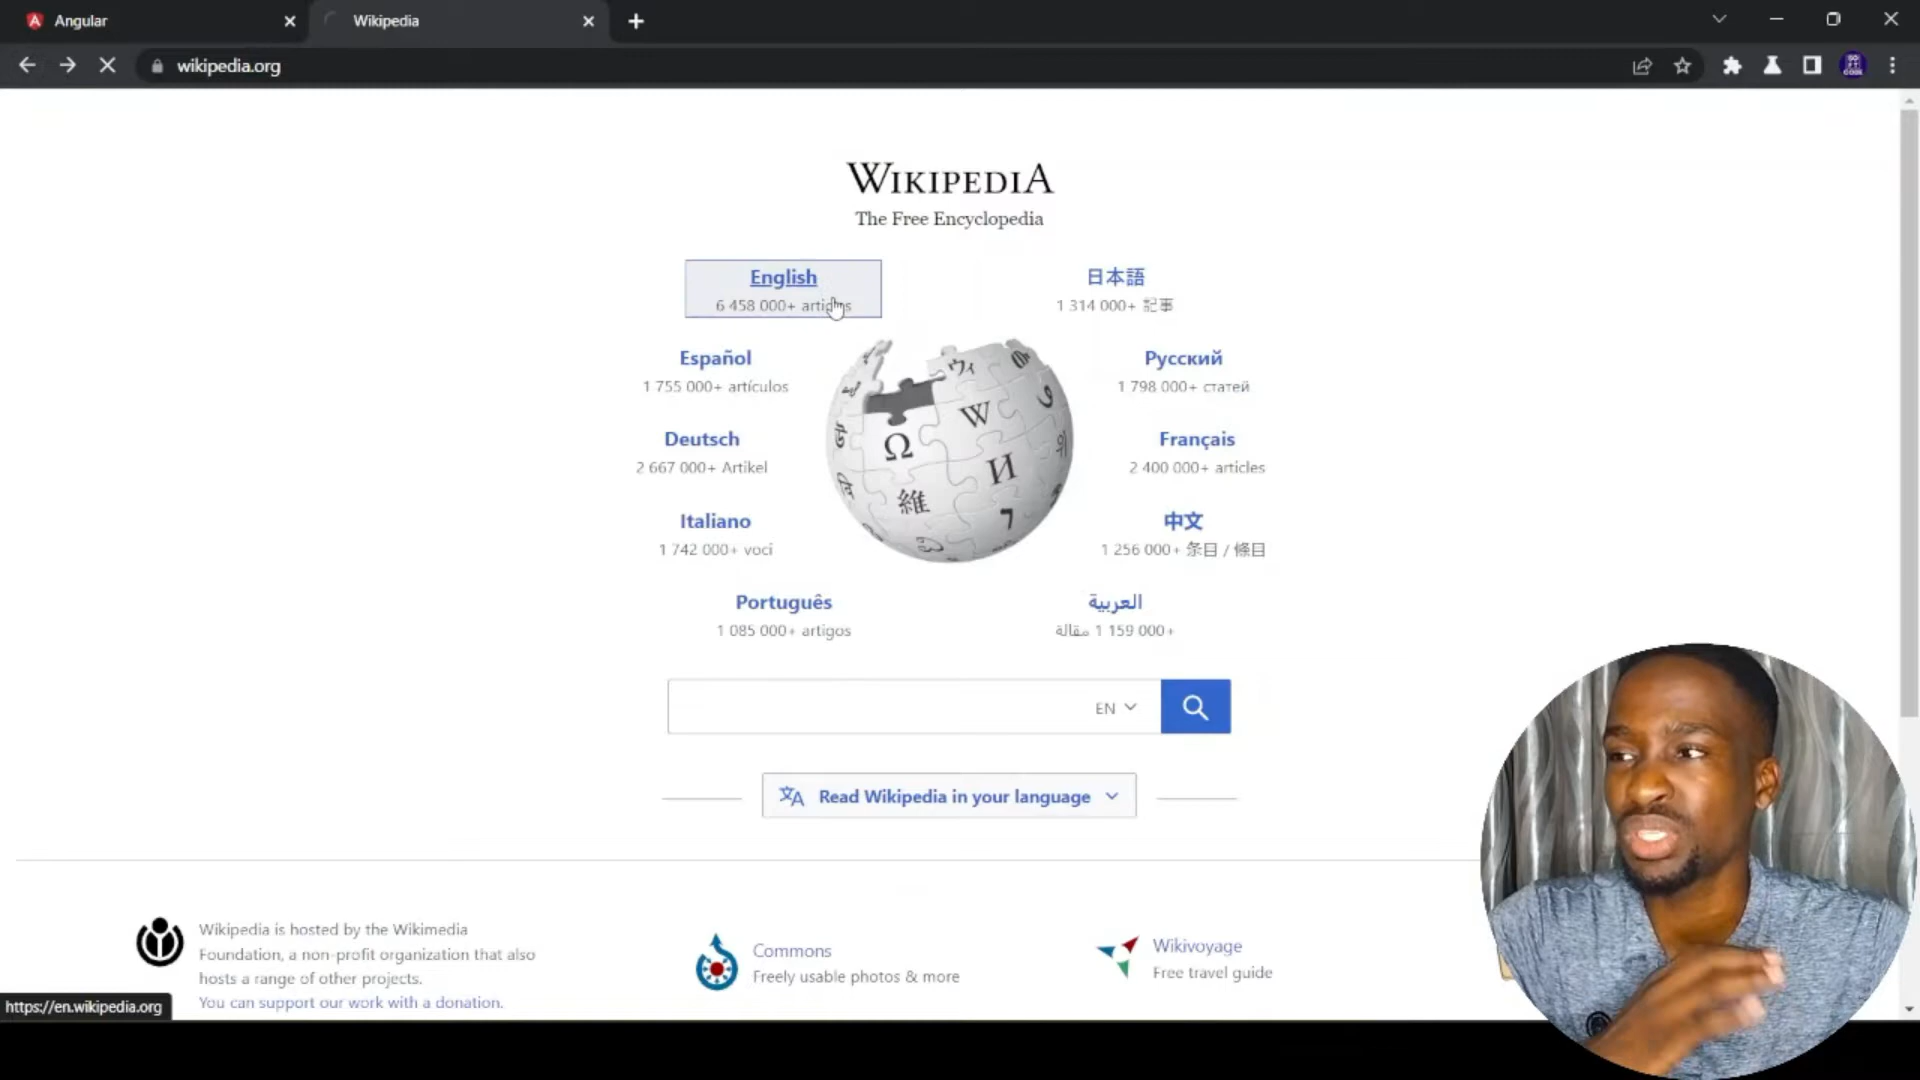 Angular
Wikipedia
wikipedia.org
WIKIPEDIA
The Free Encyclopedia
English
6 458 000+ articles
日本語
1 314 000+ 記事
Español
1 755 000+ artículos
Русский
1 798 000+ статей
Deutsch
2 667 000+ Artikel
Français
2 400 000+ articles
Italiano
1 742 000+ voci
中文
1 256 000+ 条目 / 條目
Português
1 085 000+ artigos
العربية
1 159 000+ مقالة
EN
Read Wikipedia in your language
Wikipedia is hosted by the Wikimedia
Foundation, a non-profit organization that also
hosts a range of other projects.
You can support our work with a donation.
Commons
Freely usable photos & more
Wikivoyage
Free travel guide
https://en.wikipedia.org